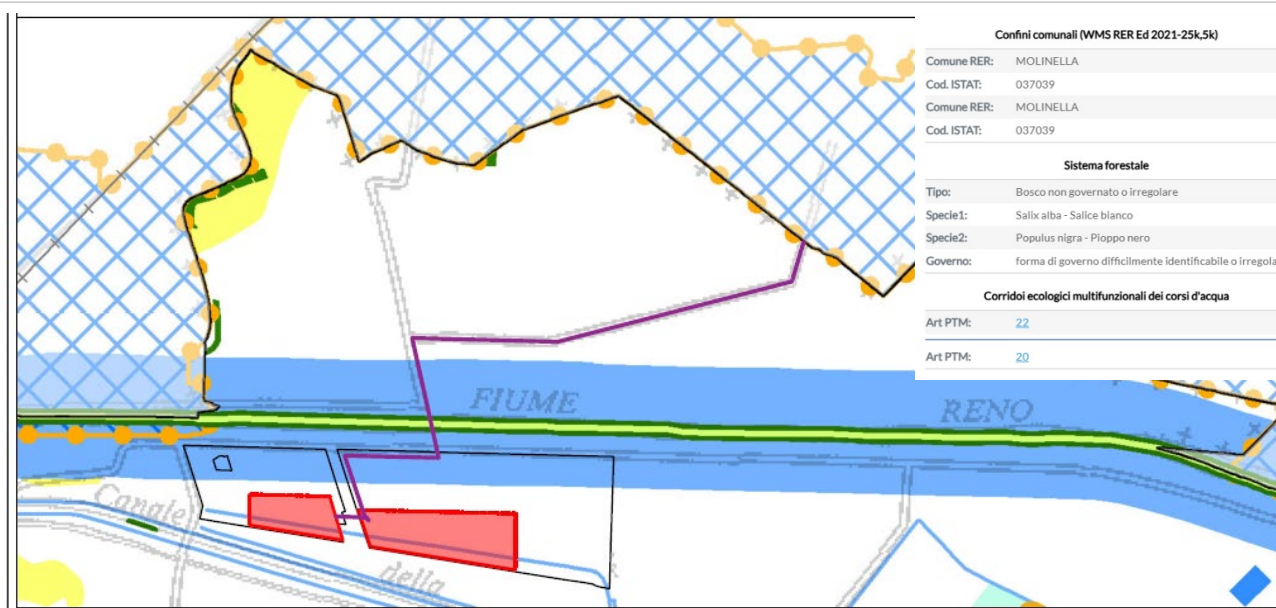 Confini comunali (WMS RER Ed 2021-25k,5k)
Comune RER: MOLINELLA
Cod. ISTAT: 037039
Comune RER: MOLINELLA
Cod. ISTAT: 037039
Sistema forestale
Tipo: Bosco non governato o irregolare
Specie1: Salix alba - Salice bianco
Specie2: Populus nigra - Pioppo nero
Governo: forma di governo difficilmente identificabile o irregola
Corridoi ecologici multifunzionali dei corsi d'acqua
Art PTM: 22
Art PTM: 20
FIUME RENO
Canale della